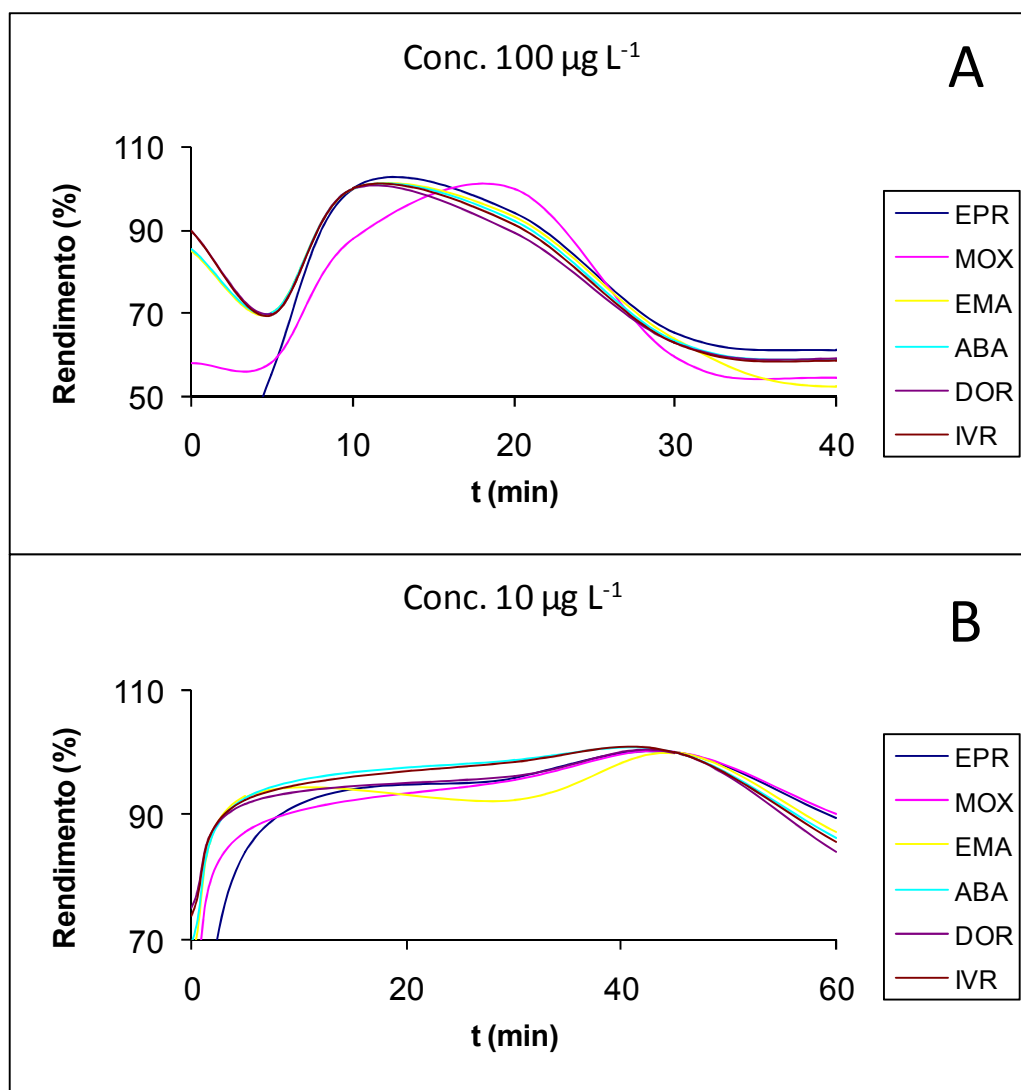 Conc. 100 µg L⁻¹
A
Rendimento (%)
110
90
70
50
0 10 20 30 40
t (min)
EPR
MOX
EMA
ABA
DOR
IVR
Conc. 10 µg L⁻¹
B
Rendimento (%)
110
90
70
0 20 40 60
t (min)
EPR
MOX
EMA
ABA
DOR
IVR